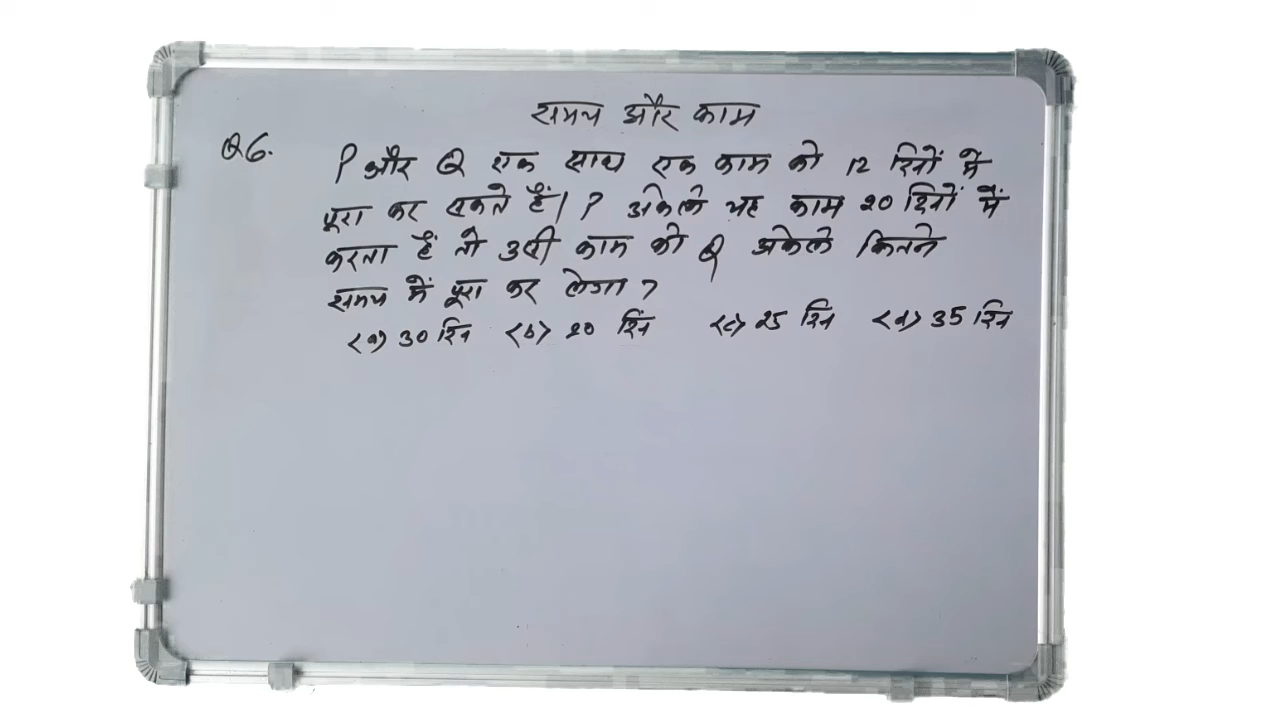 समय और काम
Q6. P और Q एक साथ एक काम को 12 दिनों में
पूरा कर सकते हैं। P अकेले यह काम 20 दिनों में
करता हैं तो उसी काम को Q अकेले कितने
समय में पूरा कर लेगा ?
<a> 30 दिन <b> 20 दिन <c> 25 दिन <d> 35 दिन